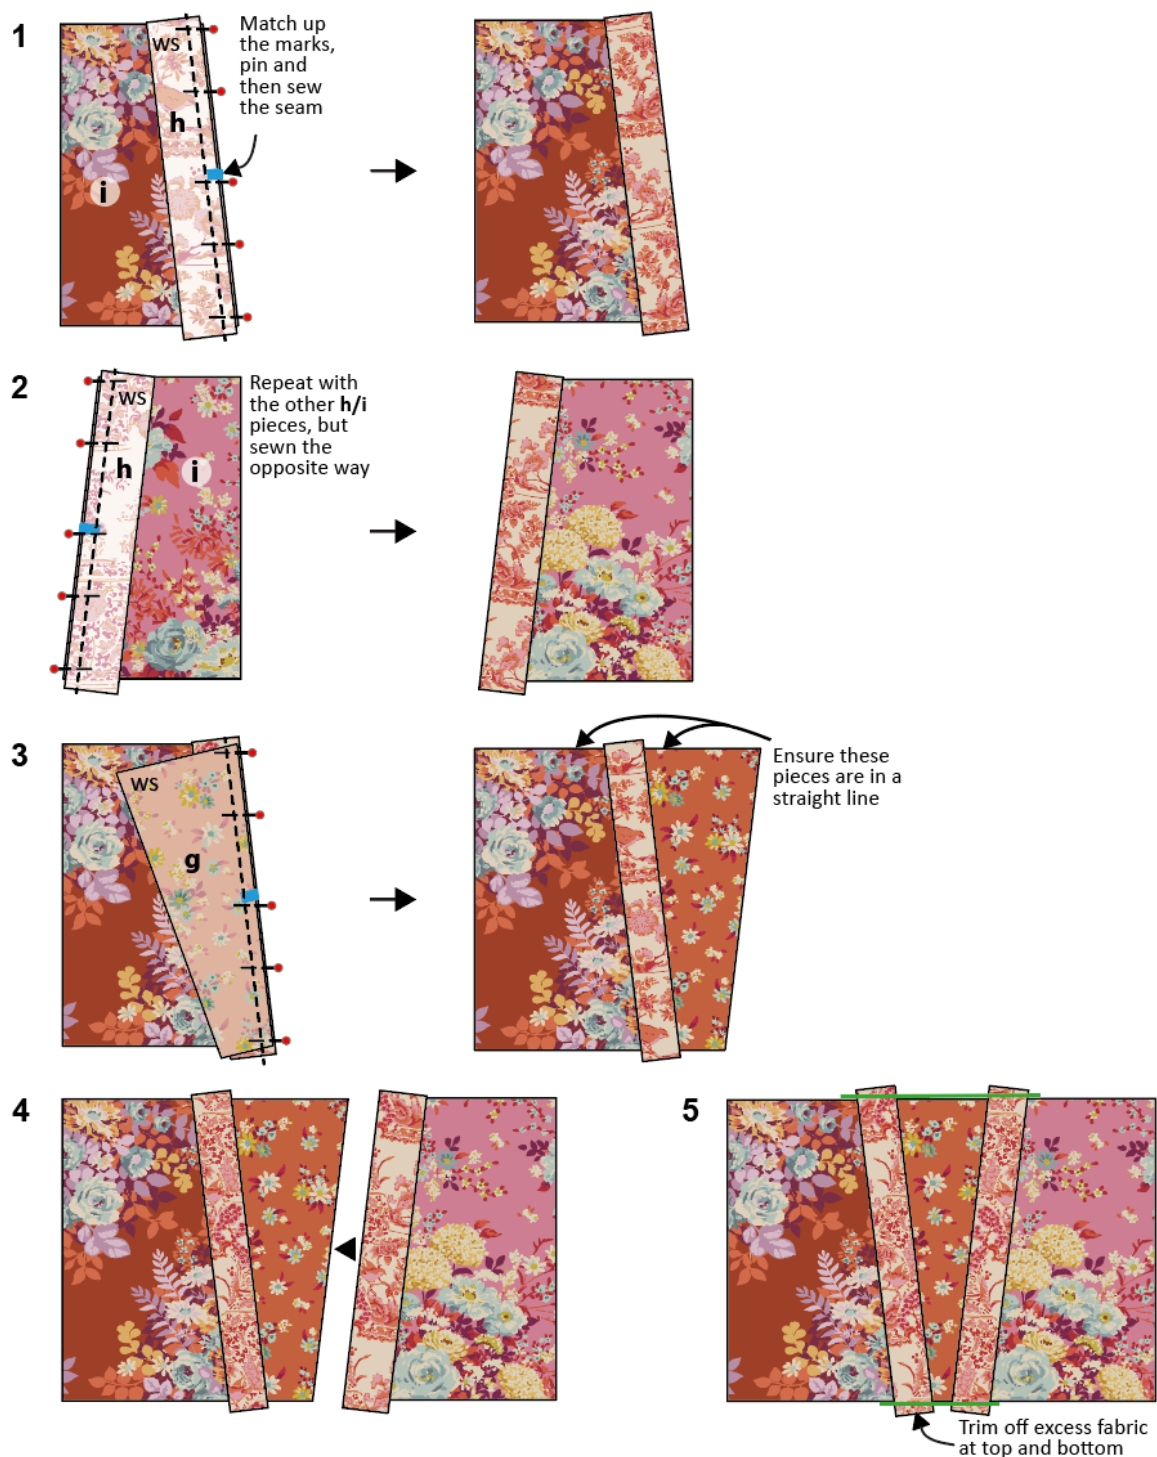 1
WS
h
i
Match up
the marks,
pin and
then sew
the seam
2
WS
h
i
Repeat with
the other h/i
pieces, but
sewn the
opposite way
3
WS
g
Ensure these
pieces are in a
straight line
4
5
Trim off excess fabric
at top and bottom